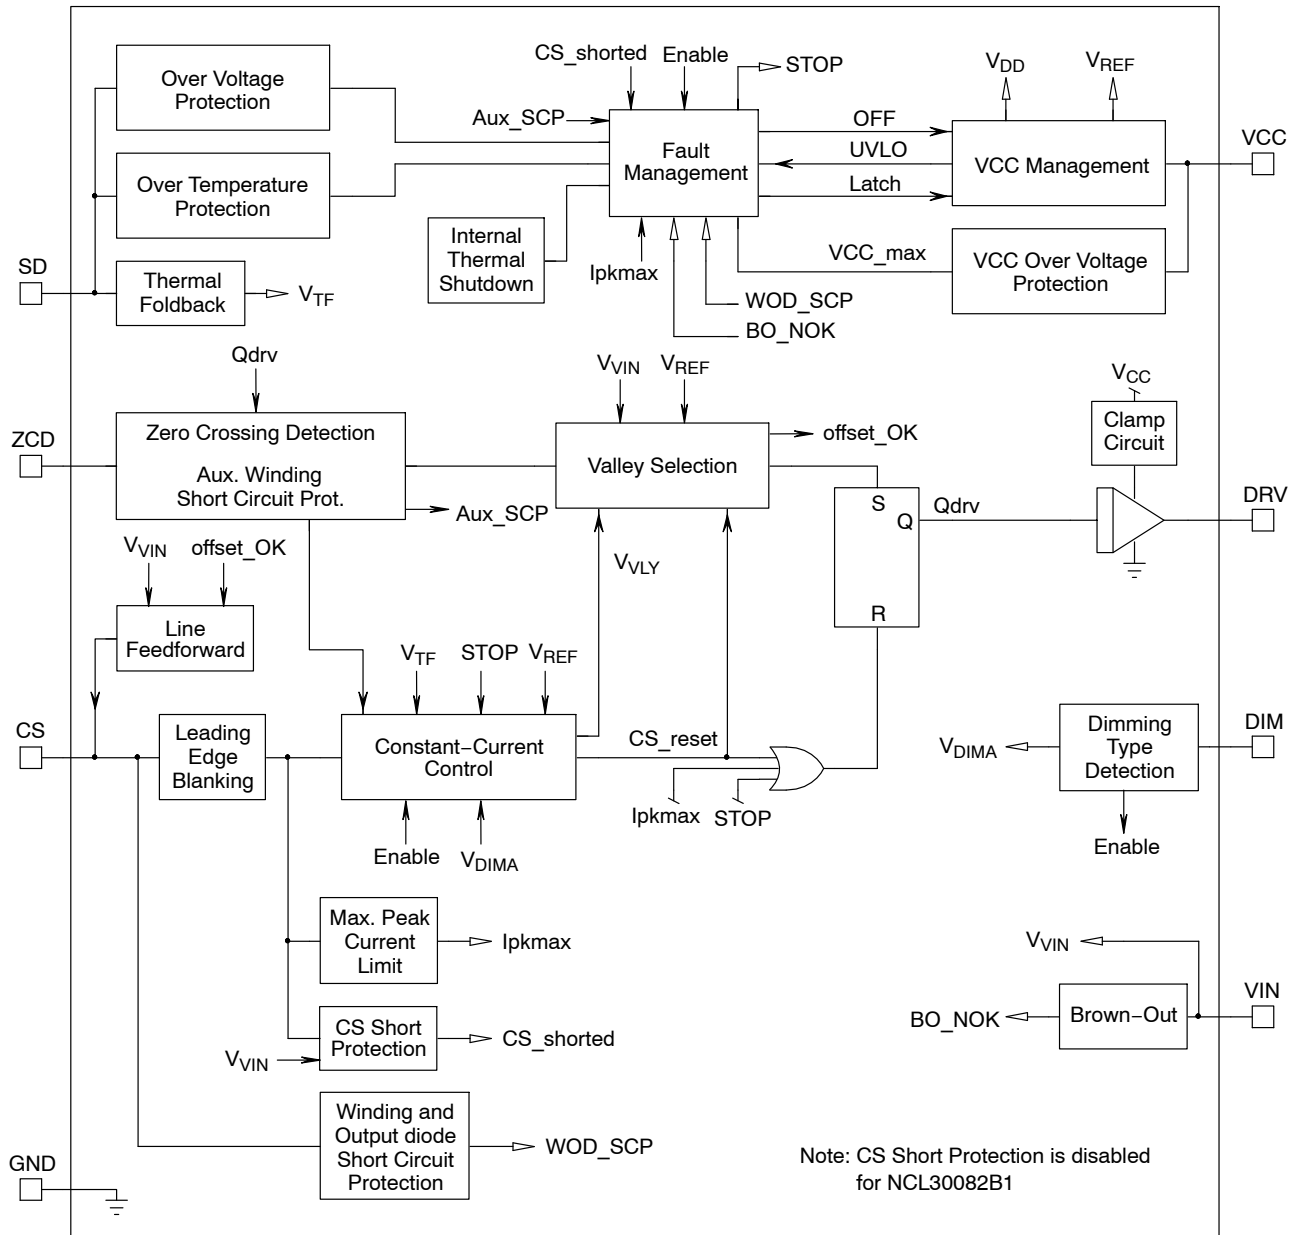 CS_shorted
Enable
STOP
VDD
VREF
Over Voltage
Protection
Aux_SCP
Fault
Management
OFF
UVLO
Latch
VCC Management
VCC
Over Temperature
Protection
Internal
Thermal
Shutdown
Ipkmax
VCC_max
VCC Over Voltage
Protection
WOD_SCP
BO_NOK
SD
Thermal
Foldback
VTF
Qdrv
VVIN
VREF
VCC
ZCD
Zero Crossing Detection
Aux. Winding
Short Circuit Prot.
Aux_SCP
Valley Selection
offset_OK
Clamp
Circuit
S
Q
R
Qdrv
DRV
VVIN
offset_OK
VVLY
Line
Feedforward
VTF
STOP
VREF
CS
Leading
Edge
Blanking
Constant−Current
Control
CS_reset
Ipkmax
STOP
Enable
VDIMA
VDIMA
Dimming
Type
Detection
DIM
Enable
Max. Peak
Current
Limit
Ipkmax
VVIN
VIN
BO_NOK
Brown−Out
CS Short
Protection
CS_shorted
VVIN
Winding and
Output diode
Short Circuit
Protection
WOD_SCP
GND
Note: CS Short Protection is disabled
for NCL30082B1